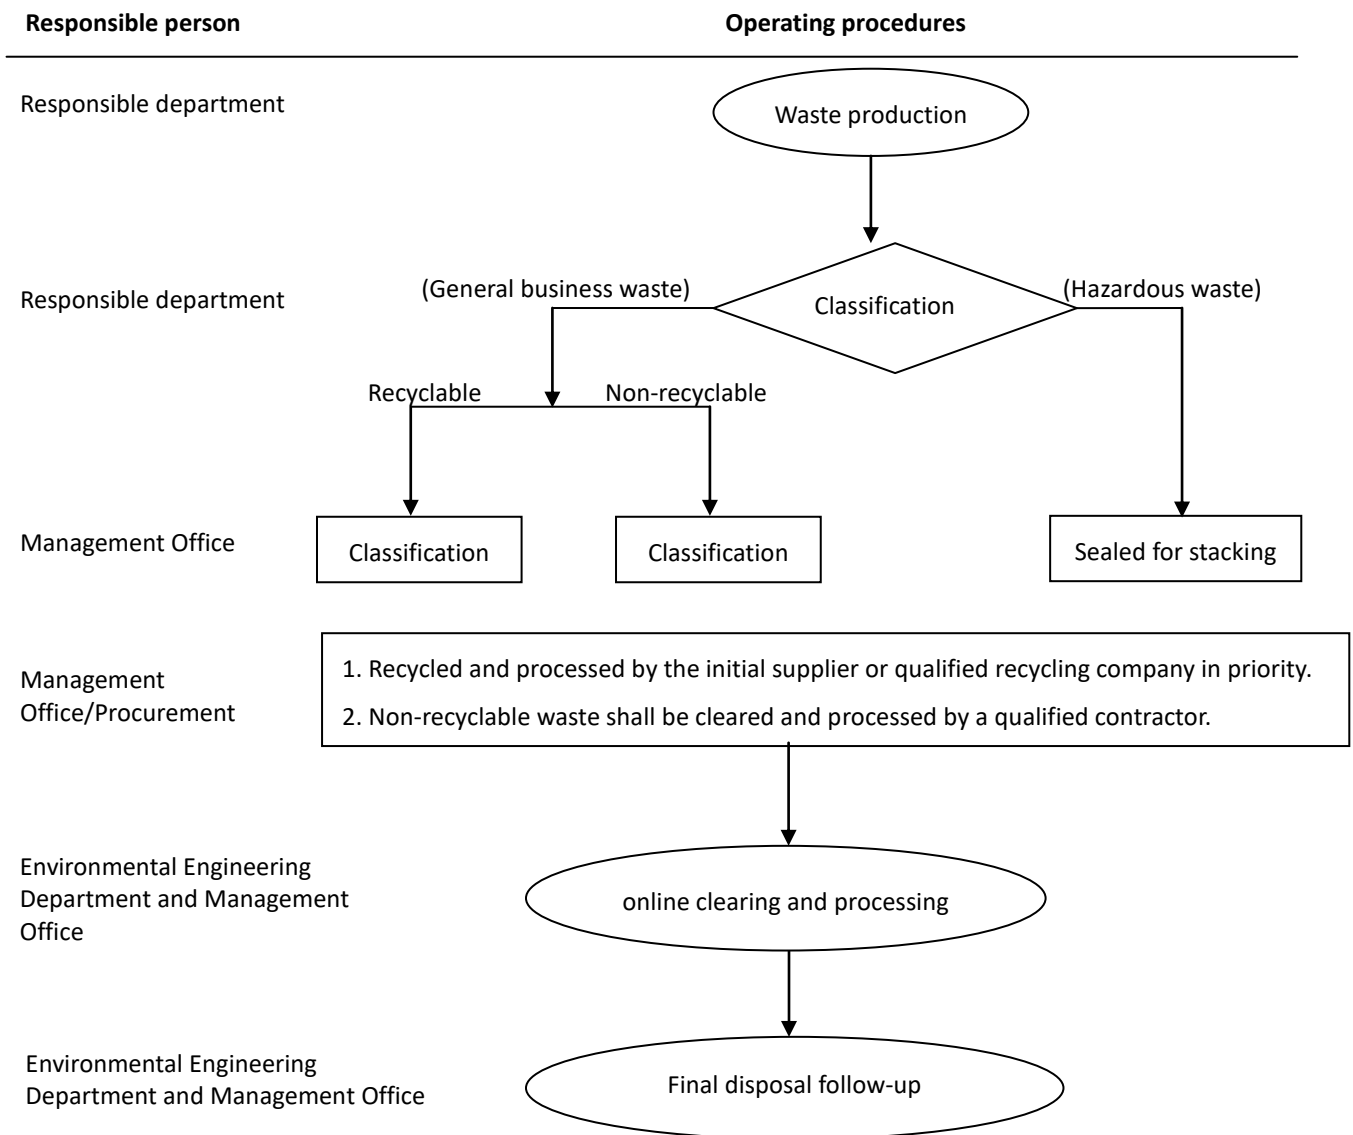 Responsible person
Operating procedures
Responsible department
Waste production
Responsible department
(General business waste)
Classification
(Hazardous waste)
Recyclable
Non-recyclable
Management Office
Classification
Classification
Sealed for stacking
Management
Office/Procurement
1. Recycled and processed by the initial supplier or qualified recycling company in priority.
2. Non-recyclable waste shall be cleared and processed by a qualified contractor.
Environmental Engineering
Department and Management
Office
online clearing and processing
Environmental Engineering
Department and Management Office
Final disposal follow-up